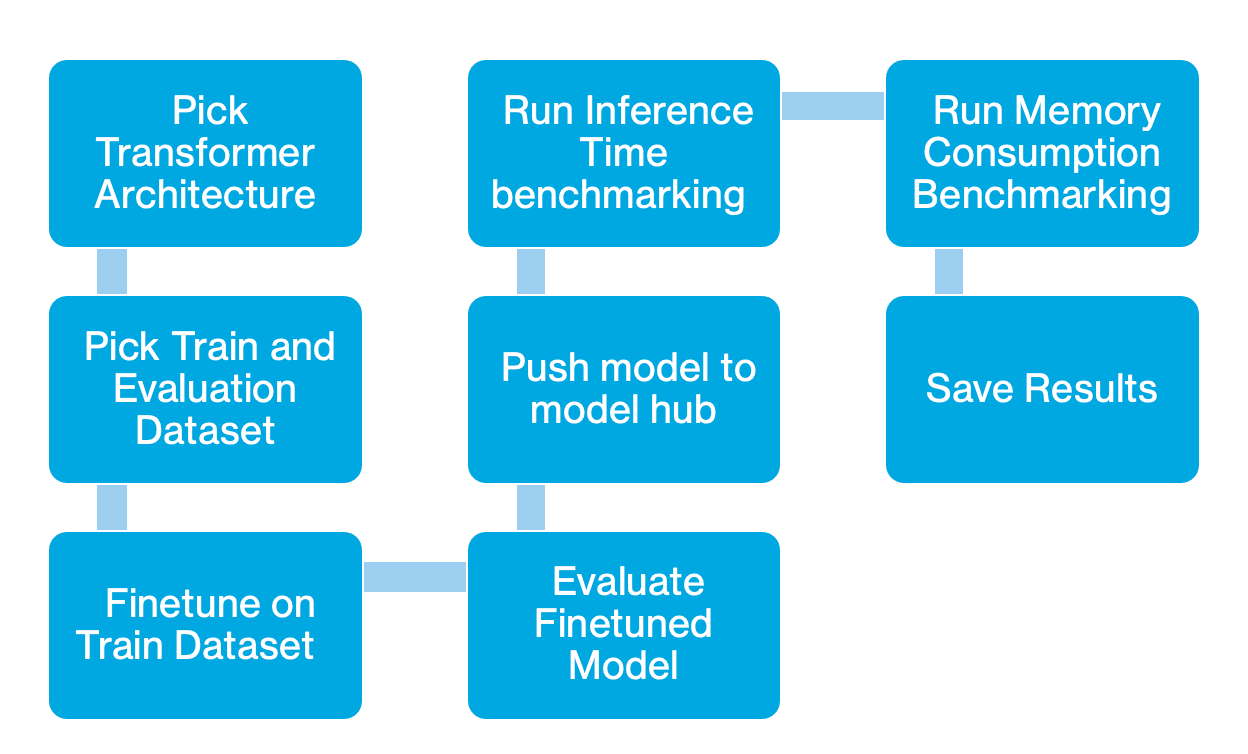 Pick
Transformer
Architecture
Pick Train and
Evaluation
Dataset
Finetune on
Train Dataset
Evaluate
Finetuned
Model
Push model to
model hub
Run Inference
Time
benchmarking
Run Memory
Consumption
Benchmarking
Save Results